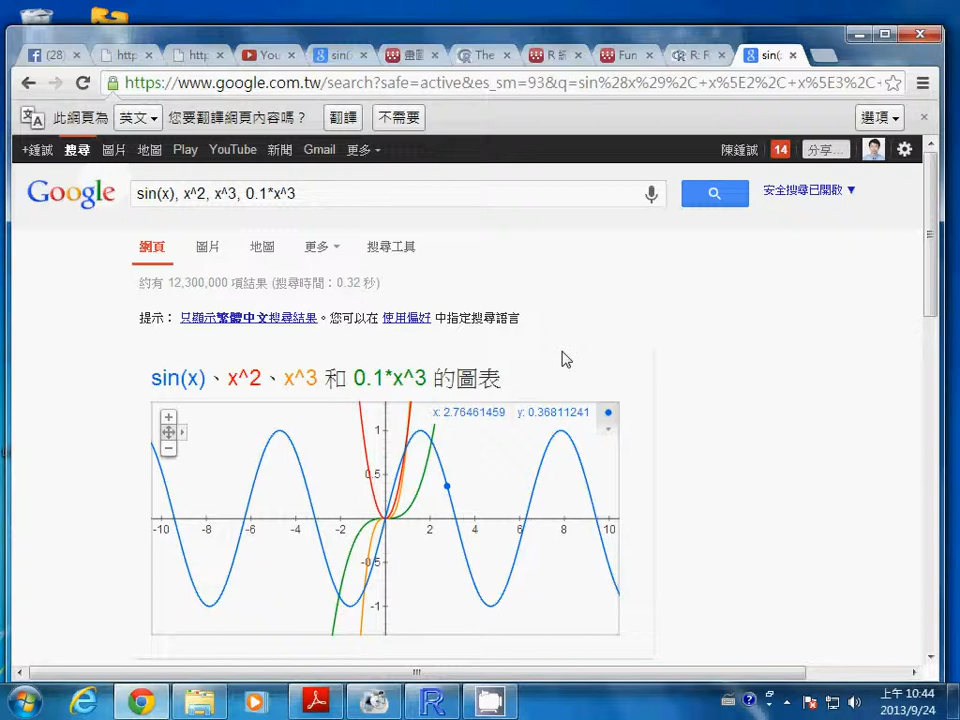 (28)
http
http
You
sin(
The
Fun
R: F
sin(
https://www.google.com.tw/search?safe=active&es_sm=93&q=sin%28x%29%2C+x%5E2%2C+x%5E3%2C+
此網頁為 英文 您要翻譯網頁內容嗎？ 翻譯 不需要 選項
+鍾誠 搜尋 圖片 地圖 Play YouTube 新聞 Gmail 更多 陳鍾誠 14 分享...
Google sin(x), x^2, x^3, 0.1*x^3 安全搜尋已開啟
網頁 圖片 地圖 更多 搜尋工具
約有 12,300,000 項結果 (搜尋時間：0.32 秒)
提示： 只顯示繁體中文搜尋結果。您可以在 使用偏好 中指定搜尋語言
sin(x)、x^2、x^3 和 0.1*x^3 的圖表
x: 2.76461459 y: 0.36811241
1
0.5
-10 -8 -6 -4 -2 2 4 6 8 10
-0.5
-1
上午 10:44
2013/9/24